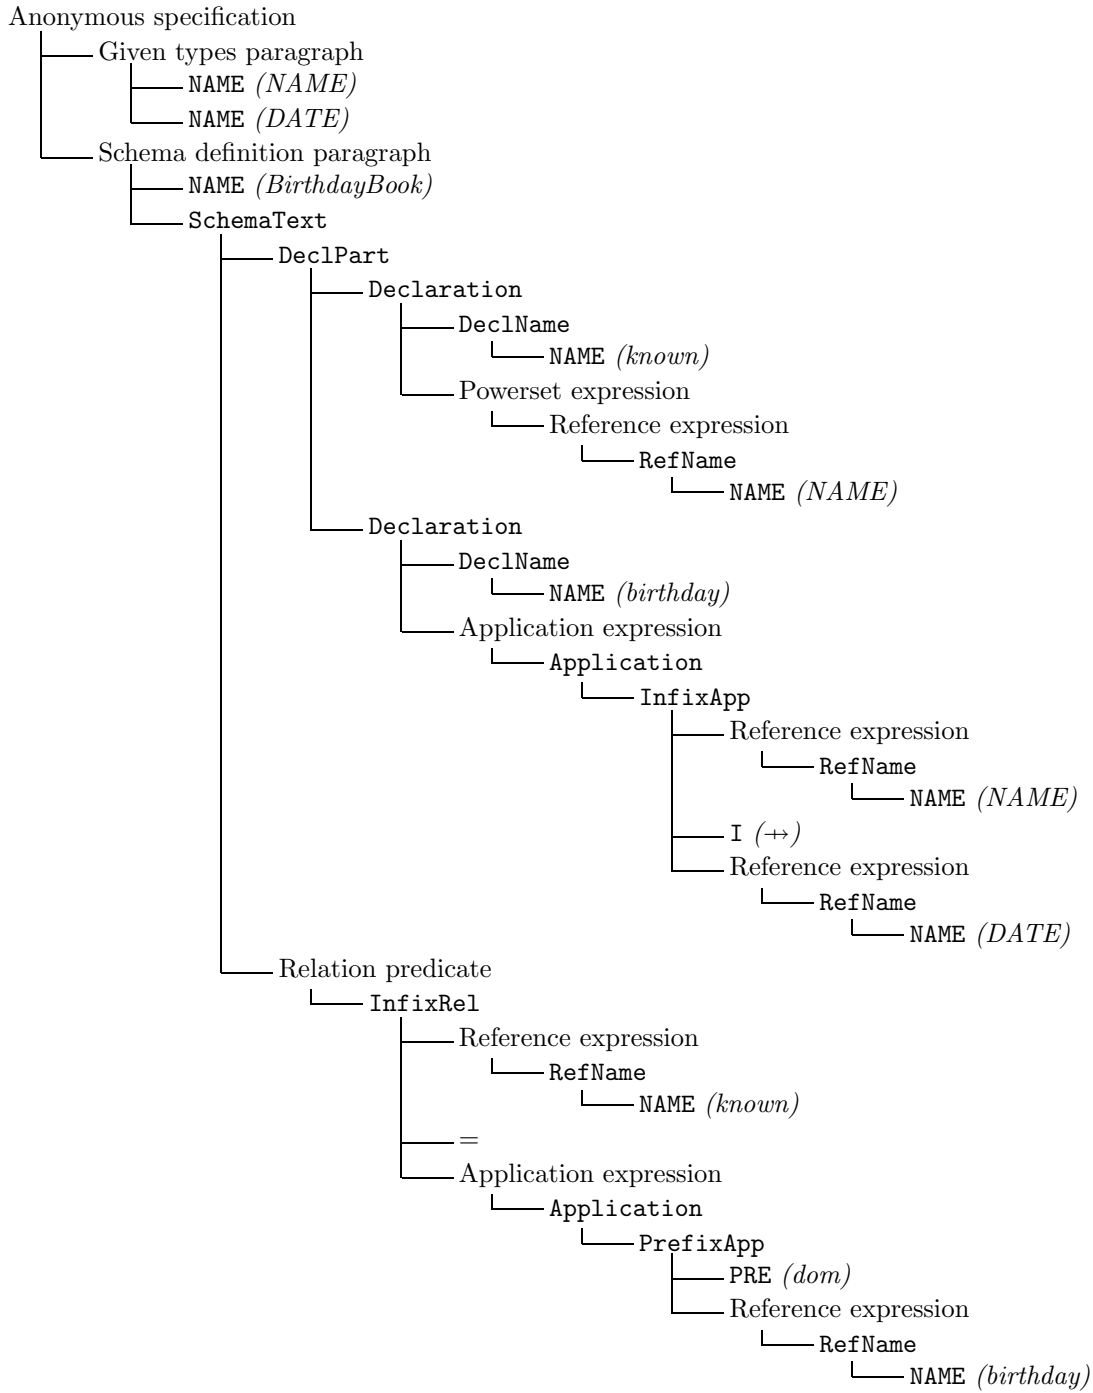 Anonymous specification
Given types paragraph
NAME (NAME)
NAME (DATE)
Schema definition paragraph
NAME (BirthdayBook)
SchemaText
DeclPart
Declaration
DeclName
NAME (known)
Powerset expression
Reference expression
RefName
NAME (NAME)
Declaration
DeclName
NAME (birthday)
Application expression
Application
InfixApp
Reference expression
RefName
NAME (NAME)
I (⇸)
Reference expression
RefName
NAME (DATE)
Relation predicate
InfixRel
Reference expression
RefName
NAME (known)
=
Application expression
Application
PrefixApp
PRE (dom)
Reference expression
RefName
NAME (birthday)